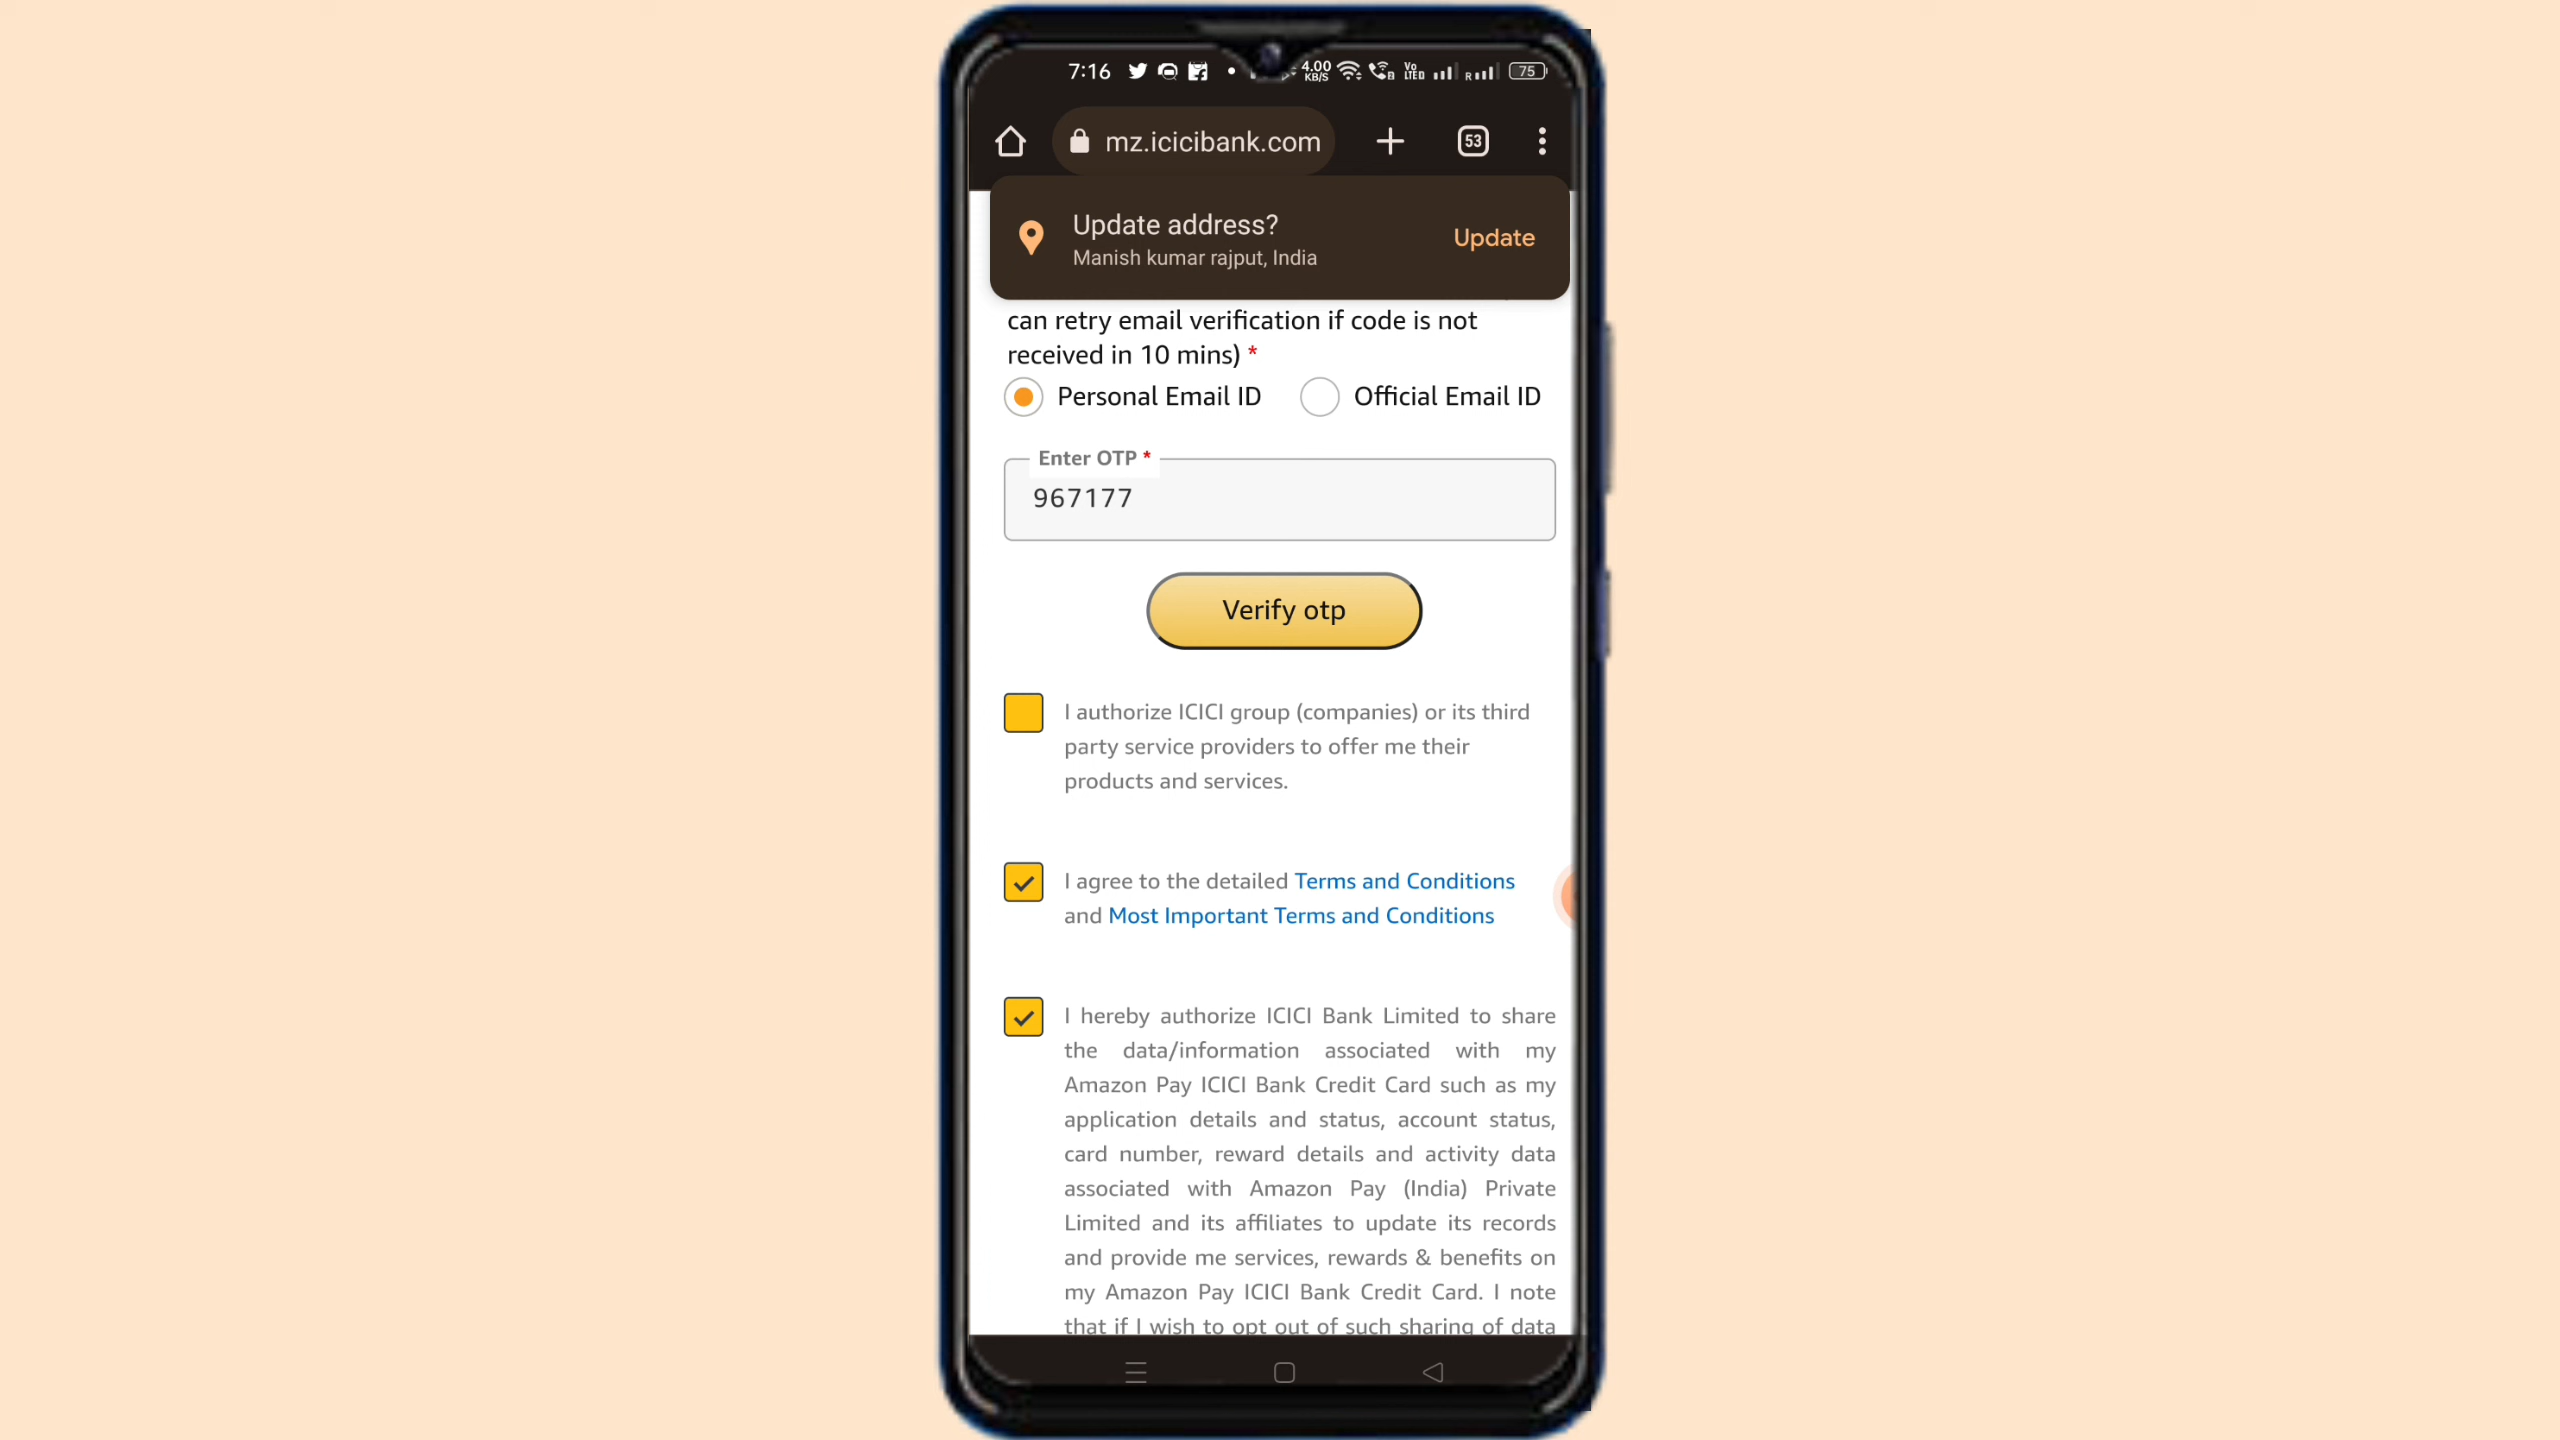 7:16 4.00 KB/S Vo LTE R 75
mz.icicibank.com 53
Update address?
Manish kumar rajput, India
Update
can retry email verification if code is not
received in 10 mins) *
Personal Email ID Official Email ID
Enter OTP *
967177
Verify otp
I authorize ICICI group (companies) or its third
party service providers to offer me their
products and services.
I agree to the detailed Terms and Conditions
and Most Important Terms and Conditions
I hereby authorize ICICI Bank Limited to share
the data/information associated with my
Amazon Pay ICICI Bank Credit Card such as my
application details and status, account status,
card number, reward details and activity data
associated with Amazon Pay (India) Private
Limited and its affiliates to update its records
and provide me services, rewards & benefits on
my Amazon Pay ICICI Bank Credit Card. I note
that if I wish to opt out of such sharing of data